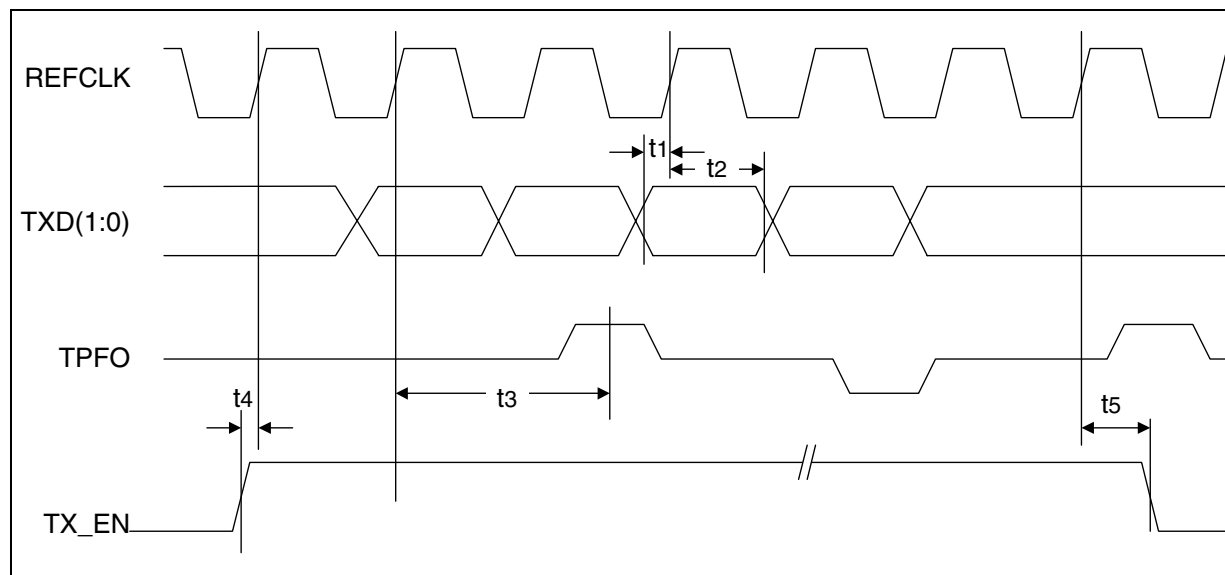 REFCLK
t1
t2
TXD(1:0)
TPFO
t3
t4
t5
TX_EN